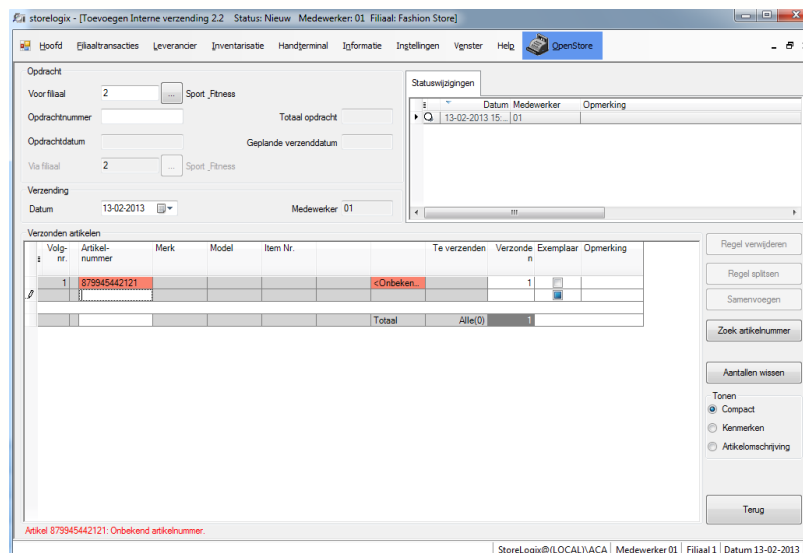 storelogix - [Toevoegen Interne verzending 2.2 Status: Nieuw Medewerker: 01 Filiaal: Fashion Store]
Hoofd Filiaaltransacties Leverancier Inventarisatie Handterminal Informatie Instellingen Venster Help OpenStore
Opdracht
Voor filiaal 2 ... Sport _Fitness
Opdrachtnummer Totaal opdracht
Opdrachtdatum Geplande verzenddatum
Via filiaal 2 ... Sport _Fitness
Statuswijzigingen
Datum Medewerker Opmerking
13-02-2013 15:... 01
Verzending
Datum 13-02-2013 Medewerker 01
Verzonden artikelen
Volg-nr. Artikel-nummer Merk Model Item Nr. Te verzenden Verzonden Exemplaar Opmerking
1 879945442121 <Onbeken... 1
Totaal Alle(0) 1
Regel verwijderen
Regel splitsen
Samenvoegen
Zoek artikelnummer
Aantallen wissen
Tonen
Compact
Kenmerken
Artikelomschrijving
Terug
Artikel 879945442121: Onbekend artikelnummer.
StoreLogix@(LOCAL)\ACA Medewerker 01 Filiaal 1 Datum 13-02-2013